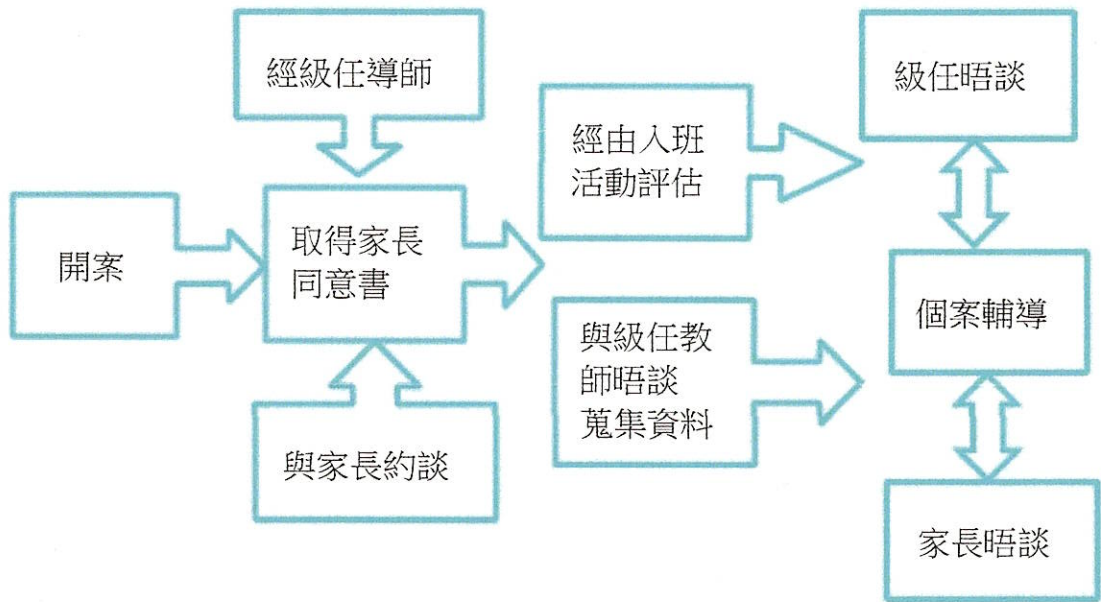 經級任導師
級任晤談
經由入班
活動評估
開案
取得家長
同意書
個案輔導
與級任教
師晤談
蒐集資料
與家長約談
家長晤談